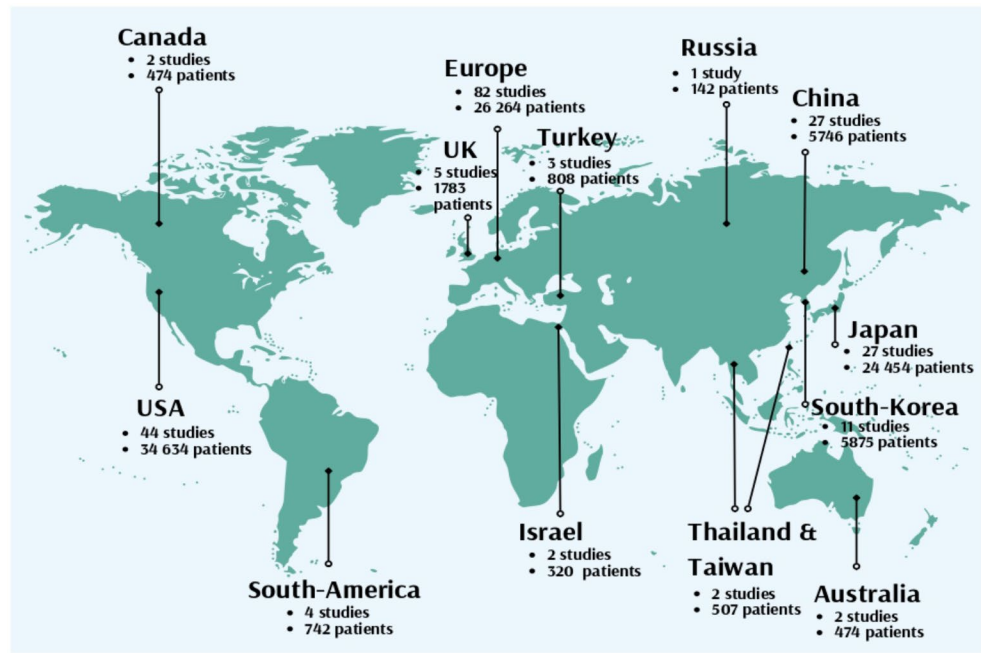 Canada
• 2 studies
• 474 patients
Europe
• 82 studies
• 26 264 patients
Russia
• 1 study
• 142 patients
China
• 27 studies
• 5746 patients
UK
• 5 studies
• 1783
patients
Turkey
• 3 studies
• 808 patients
Japan
• 27 studies
• 24 454 patients
USA
• 44 studies
• 34 634 patients
South-Korea
• 11 studies
• 5875 patients
Israel
• 2 studies
• 320 patients
Thailand &
Taiwan
• 2 studies
• 507 patients
South-America
• 4 studies
• 742 patients
Australia
• 2 studies
• 474 patients